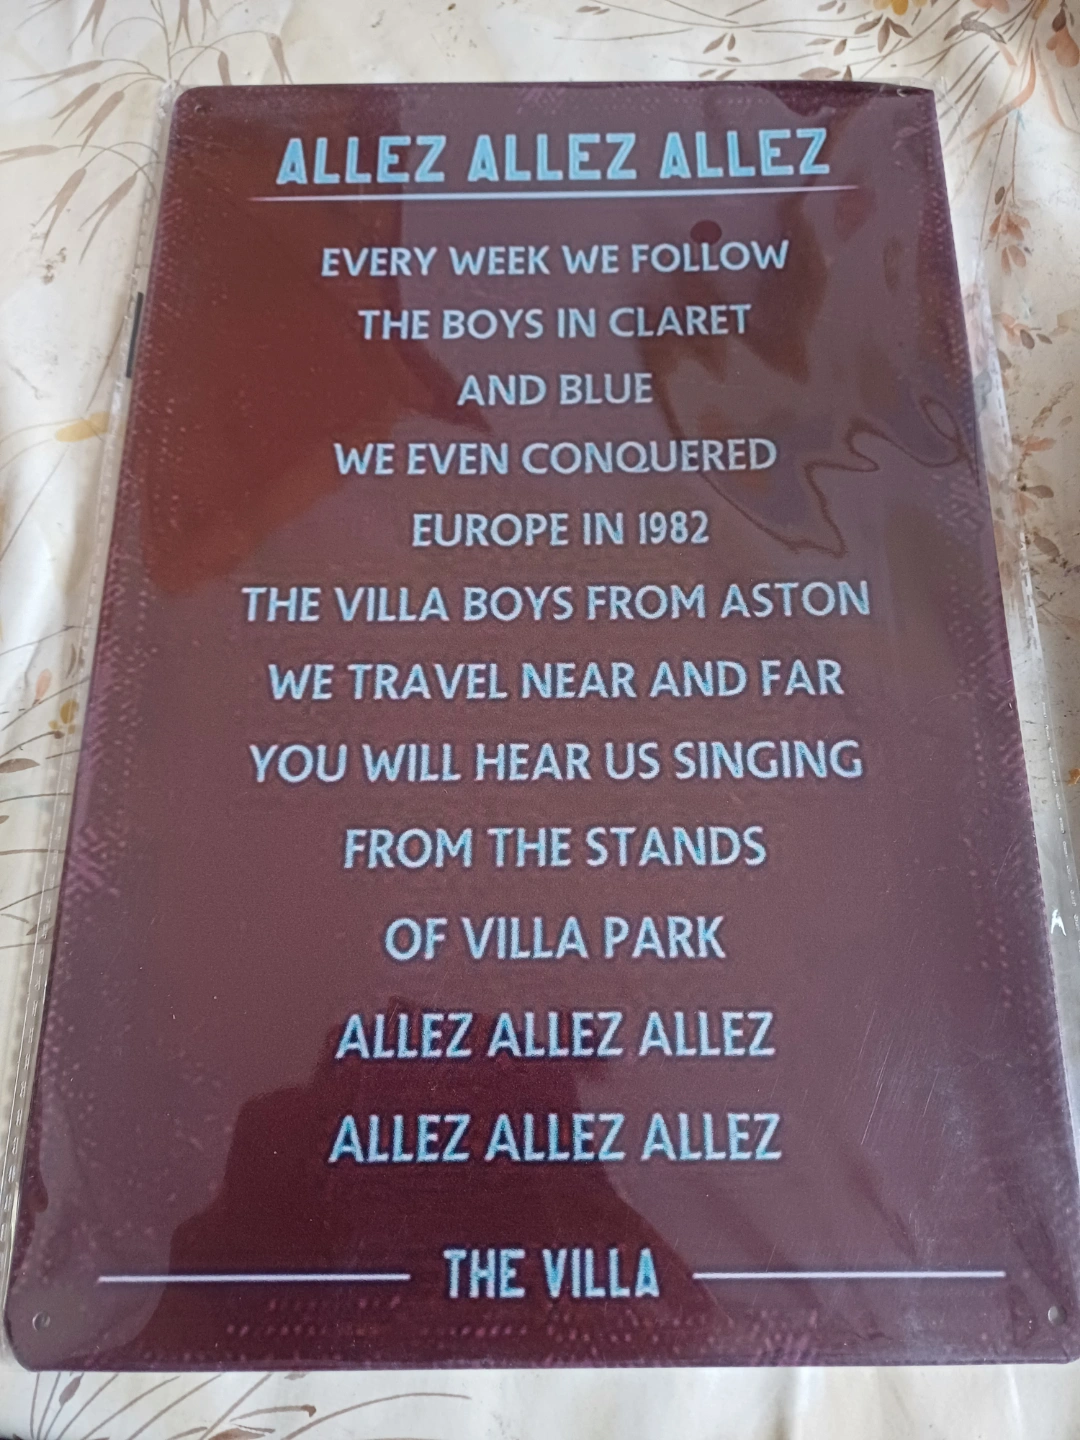 ALLEZ ALLEZ ALLEZ
EVERY WEEK WE FOLLOW
THE BOYS IN CLARET
AND BLUE
WE EVEN CONQUERED
EUROPE IN 1982
THE VILLA BOYS FROM ASTON
WE TRAVEL NEAR AND FAR
YOU WILL HEAR US SINGING
FROM THE STANDS
OF VILLA PARK
ALLEZ ALLEZ ALLEZ
ALLEZ ALLEZ ALLEZ
THE VILLA